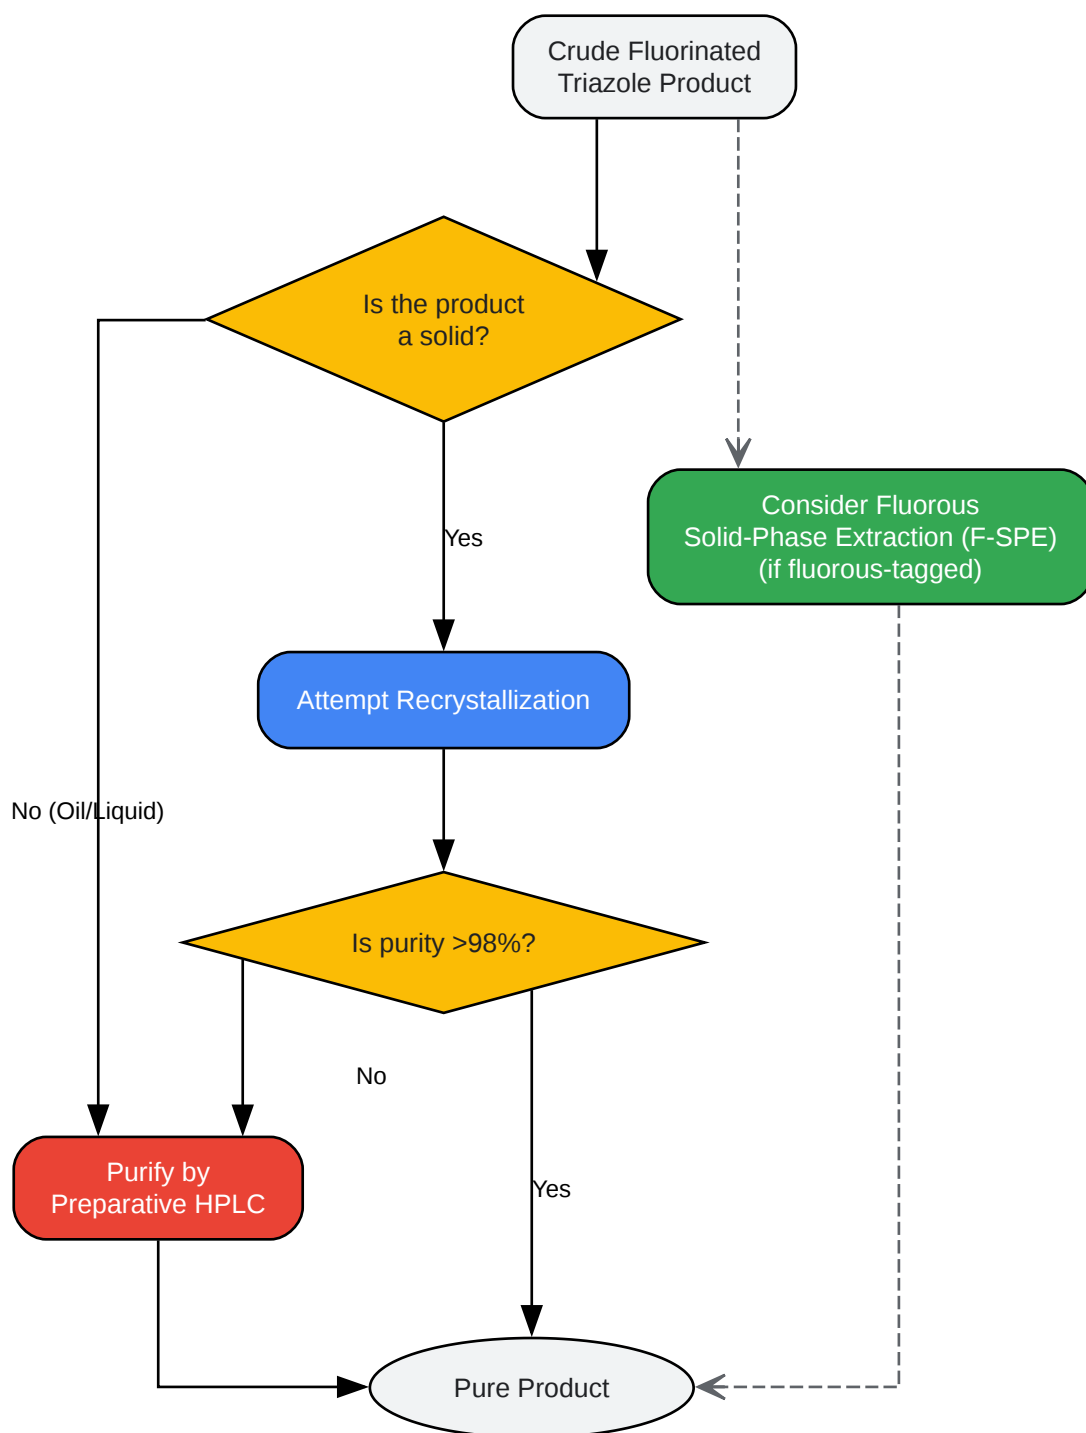 Crude Fluorinated
Triazole Product
Is the product
a solid?
Consider Fluorous
Solid-Phase Extraction (F-SPE)
(if fluorous-tagged)
Yes
Attempt Recrystallization
No (Oil/Liquid)
Is purity >98%?
No
Purify by
Preparative HPLC
Yes
Pure Product